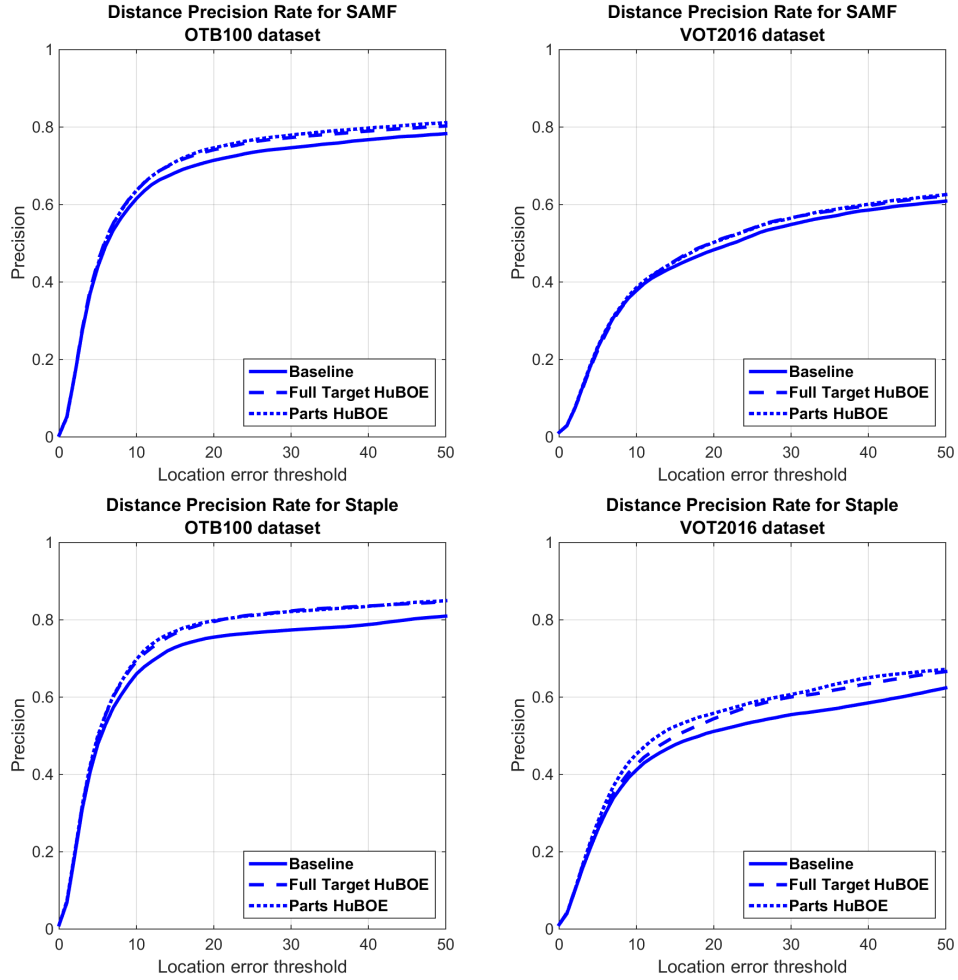 Distance Precision Rate for SAMF
OTB100 dataset
1
0.8
0.6
0.4
0.2
0
Precision
Baseline
Full Target HuBOE
Parts HuBOE
0 10 20 30 40 50
Location error threshold
Distance Precision Rate for SAMF
VOT2016 dataset
1
0.8
0.6
0.4
0.2
0
Precision
Baseline
Full Target HuBOE
Parts HuBOE
0 10 20 30 40 50
Location error threshold
Distance Precision Rate for Staple
OTB100 dataset
1
0.8
0.6
0.4
0.2
0
Precision
Baseline
Full Target HuBOE
Parts HuBOE
0 10 20 30 40 50
Location error threshold
Distance Precision Rate for Staple
VOT2016 dataset
1
0.8
0.6
0.4
0.2
0
Precision
Baseline
Full Target HuBOE
Parts HuBOE
0 10 20 30 40 50
Location error threshold